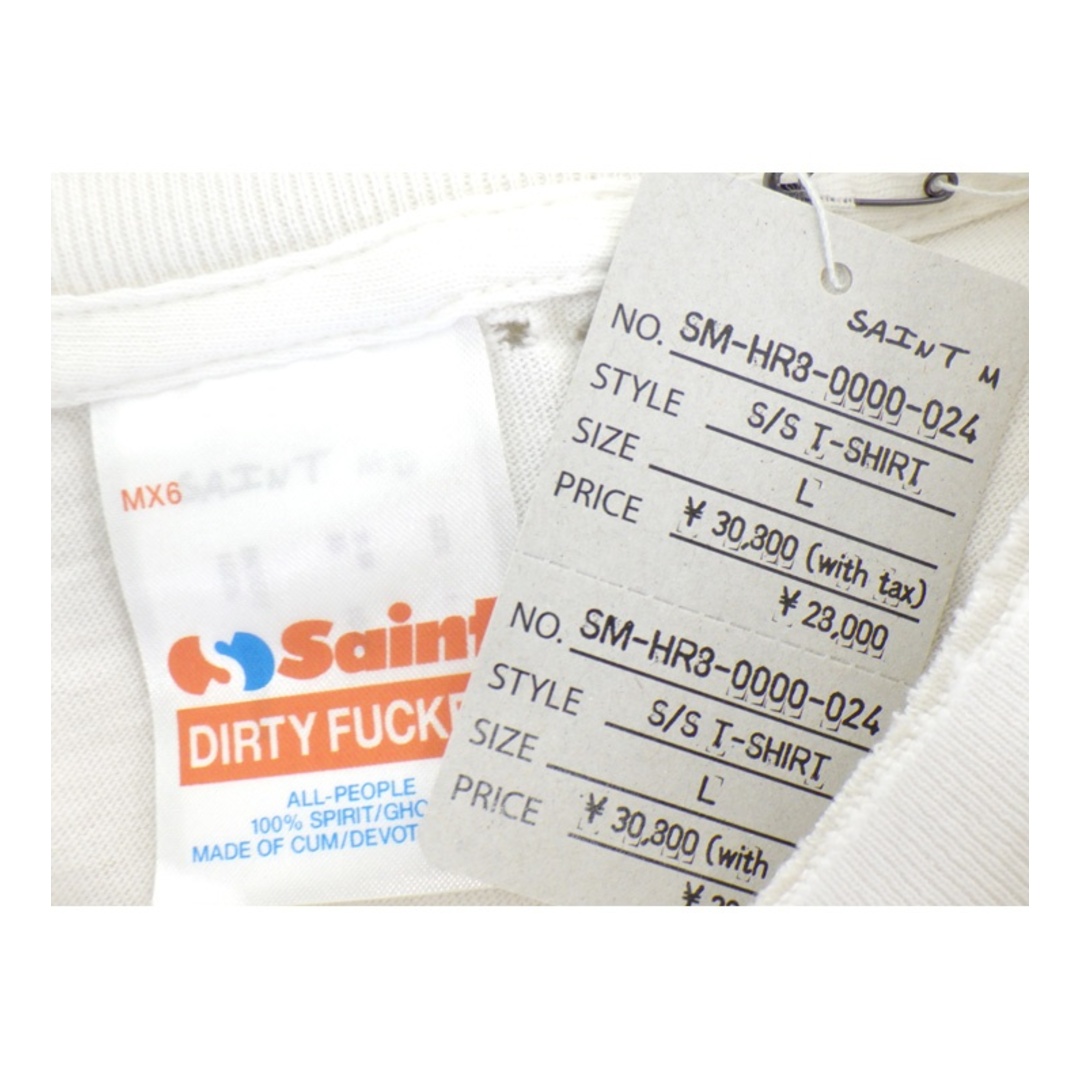 MX6
Saint
DIRTY FUCK
ALL-PEOPLE
100% SPIRIT/GHO
MADE OF CUM/DEVOT
SAINT M
NO. SM-HR3-0000-024
STYLE S/S T-SHIRT
SIZE L
PRICE ¥ 30,800 (with tax)
¥ 28,000
NO. SM-HR3-0000-024
STYLE S/S T-SHIRT
SIZE L
PRICE ¥ 30,800 (with